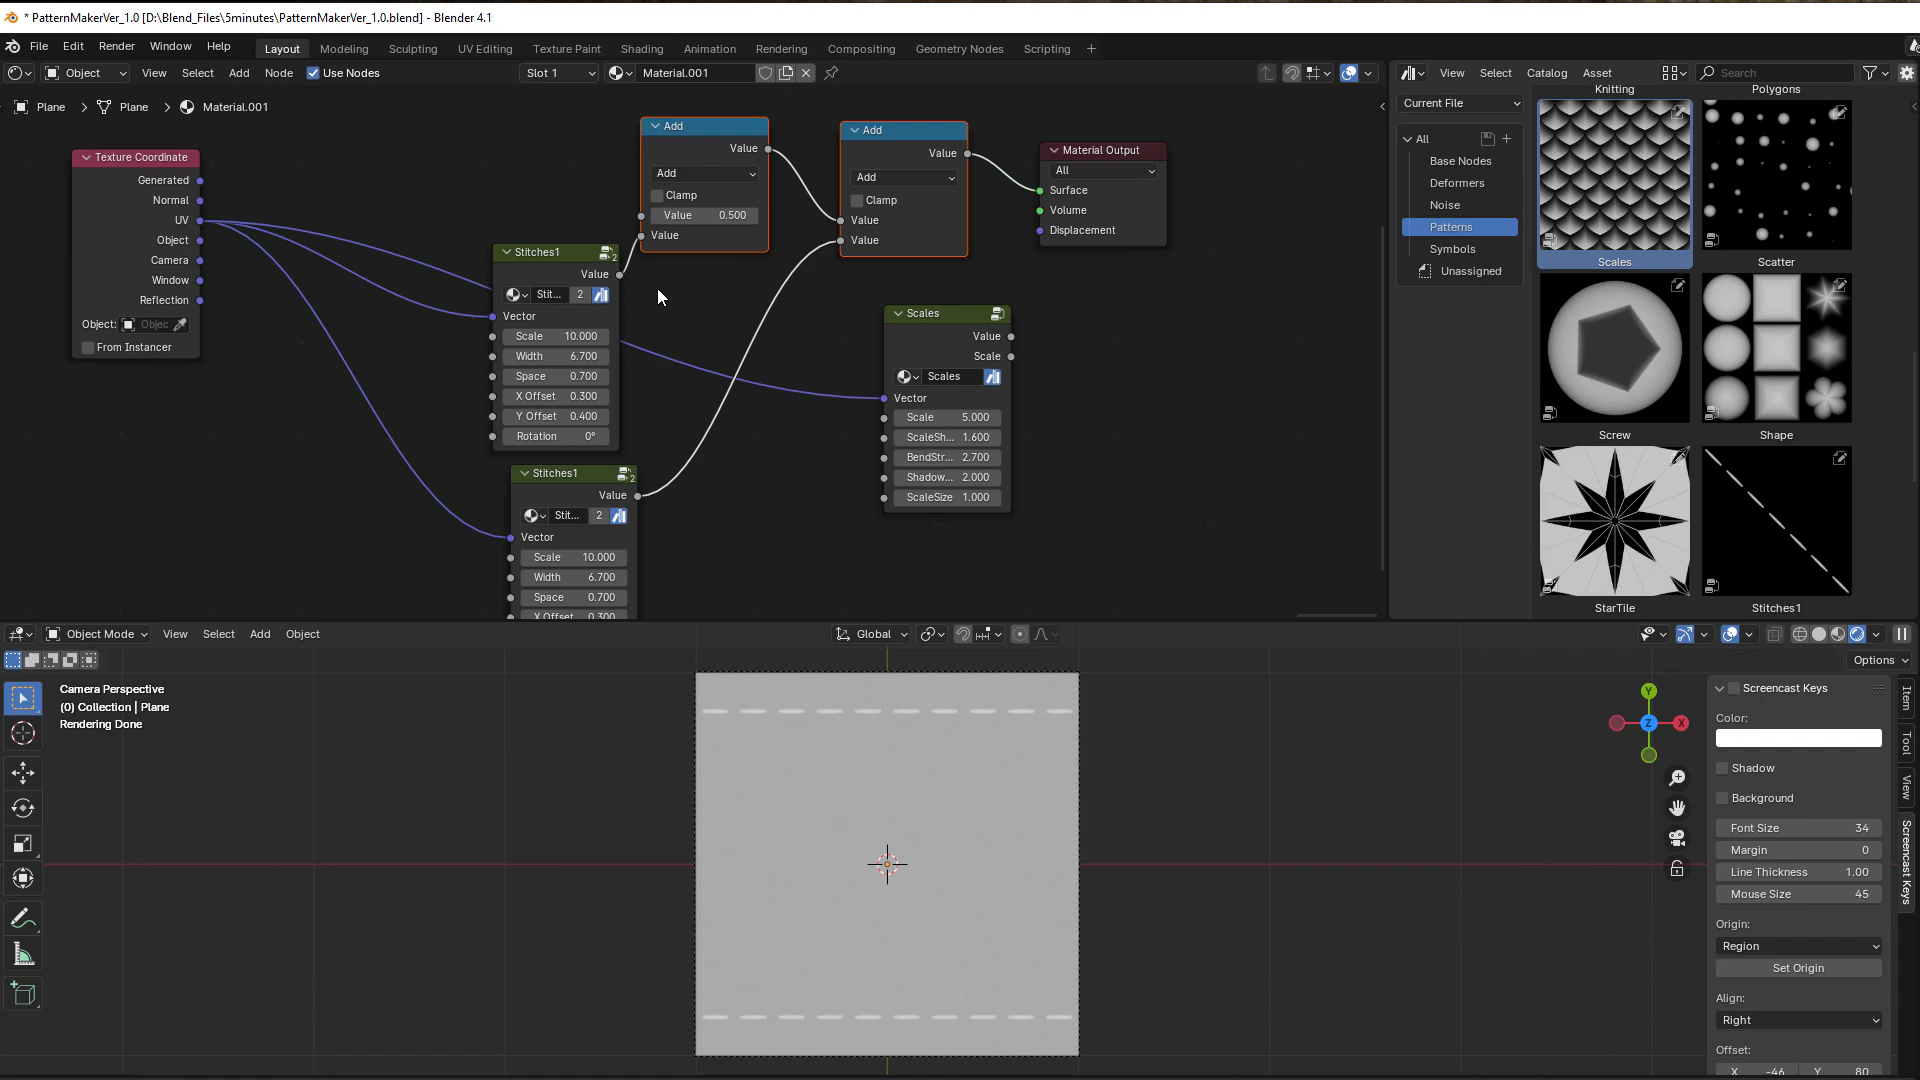 * PatternMakerVer_1.0 [D:\Blend_Files\5minutes\PatternMakerVer_1.0.blend] - Blender 4.1
File Edit Render Window Help Layout Modeling Sculpting UV Editing Texture Paint Shading Animation Rendering Compositing Geometry Nodes Scripting +
Object View Select Add Node Use Nodes Slot 1 Material.001
View Select Catalog Asset Search
Plane > Plane > Material.001
Texture Coordinate
Generated
Normal
UV
Object
Camera
Window
Reflection
Object: Objec
From Instancer
Stitches1
2
Value
Stit... 2
Vector
Scale 10.000
Width 6.700
Space 0.700
X Offset 0.300
Y Offset 0.400
Rotation 0°
Stitches1
2
Value
Stit... 2
Vector
Scale 10.000
Width 6.700
Space 0.700
X Offset 0.300
Add
Value
Add
Clamp
Value 0.500
Value
Add
Value
Add
Clamp
Value
Value
Material Output
All
Surface
Volume
Displacement
Scales
Value
Scale
Scales
Vector
Scale 5.000
ScaleSh... 1.600
BendStr... 2.700
Shadow... 2.000
ScaleSize 1.000
Current File
All
Base Nodes
Deformers
Noise
Patterns
Symbols
Unassigned
Knitting Polygons
Scales Scatter
Screw Shape
StarTile Stitches1
Object Mode View Select Add Object Global
Options
Camera Perspective
(0) Collection | Plane
Rendering Done
Y
Z
X
Screencast Keys
Color:
Shadow
Background
Font Size 34
Margin 0
Line Thickness 1.00
Mouse Size 45
Origin:
Region
Set Origin
Align:
Right
Offset:
X -46 Y 80
Item
Tool
View
Screencast Keys